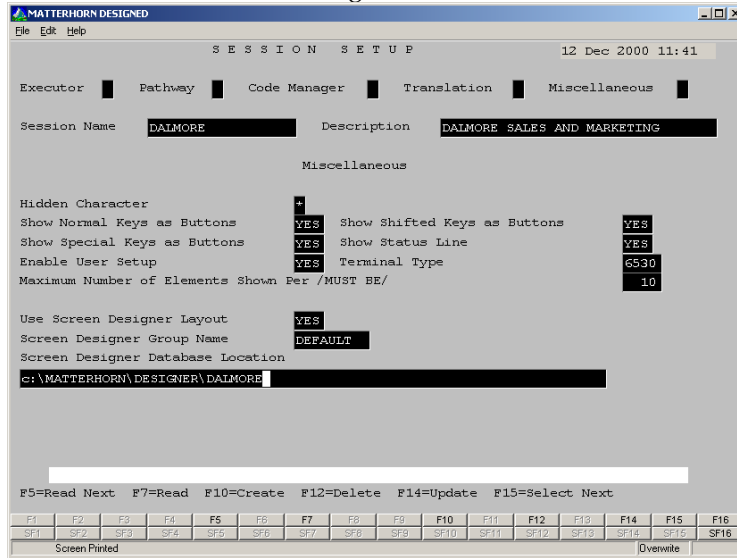 MATTERHORN DESIGNED
File Edit Help
SESSION SETUP 12 Dec 2000 11:41
Executor Pathway Code Manager Translation Miscellaneous
Session Name DALMORE Description DALMORE SALES AND MARKETING
Miscellaneous
Hidden Character *
Show Normal Keys as Buttons YES Show Shifted Keys as Buttons YES
Show Special Keys as Buttons YES Show Status Line YES
Enable User Setup YES Terminal Type 6530
Maximum Number of Elements Shown Per /MUST BE/ 10
Use Screen Designer Layout YES
Screen Designer Group Name DEFAULT
Screen Designer Database Location
c:\MATTERHORN\DESIGNER\DALMORE
F5=Read Next F7=Read F10=Create F12=Delete F14=Update F15=Select Next
F1 F2 F3 F4 F5 F6 F7 F8 F9 F10 F11 F12 F13 F14 F15 F16
SF1 SF2 SF3 SF4 SF5 SF6 SF7 SF8 SF9 SF10 SF11 SF12 SF13 SF14 SF15 SF16
Screen Printed Overwrite